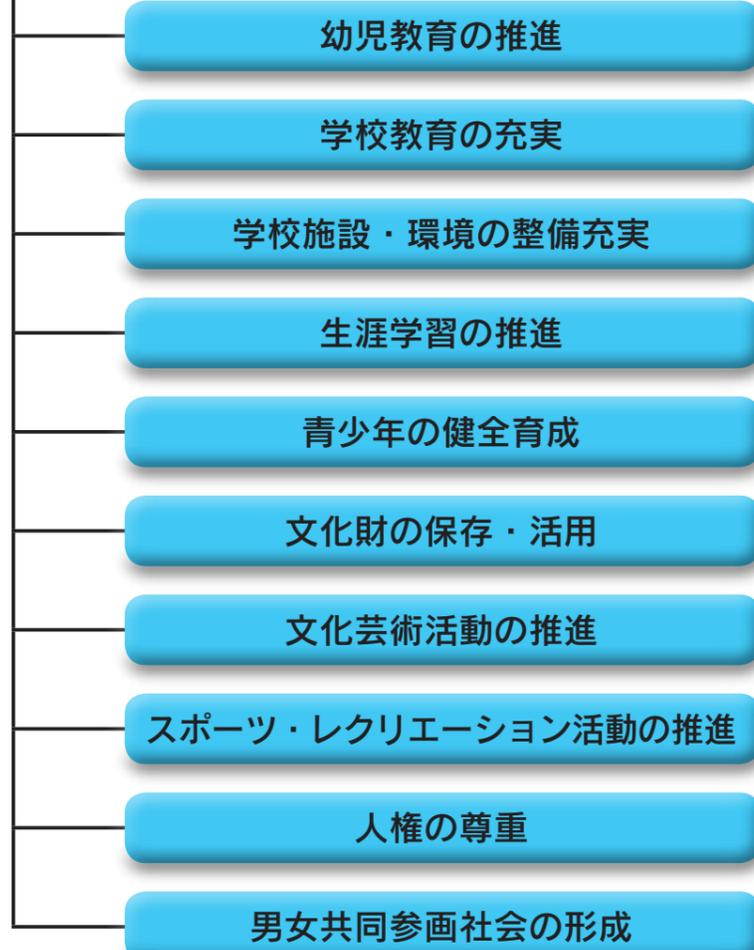 幼児教育の推進
学校教育の充実
学校施設・環境の整備充実
生涯学習の推進
青少年の健全育成
文化財の保存・活用
文化芸術活動の推進
スポーツ・レクリエーション活動の推進
人権の尊重
男女共同参画社会の形成